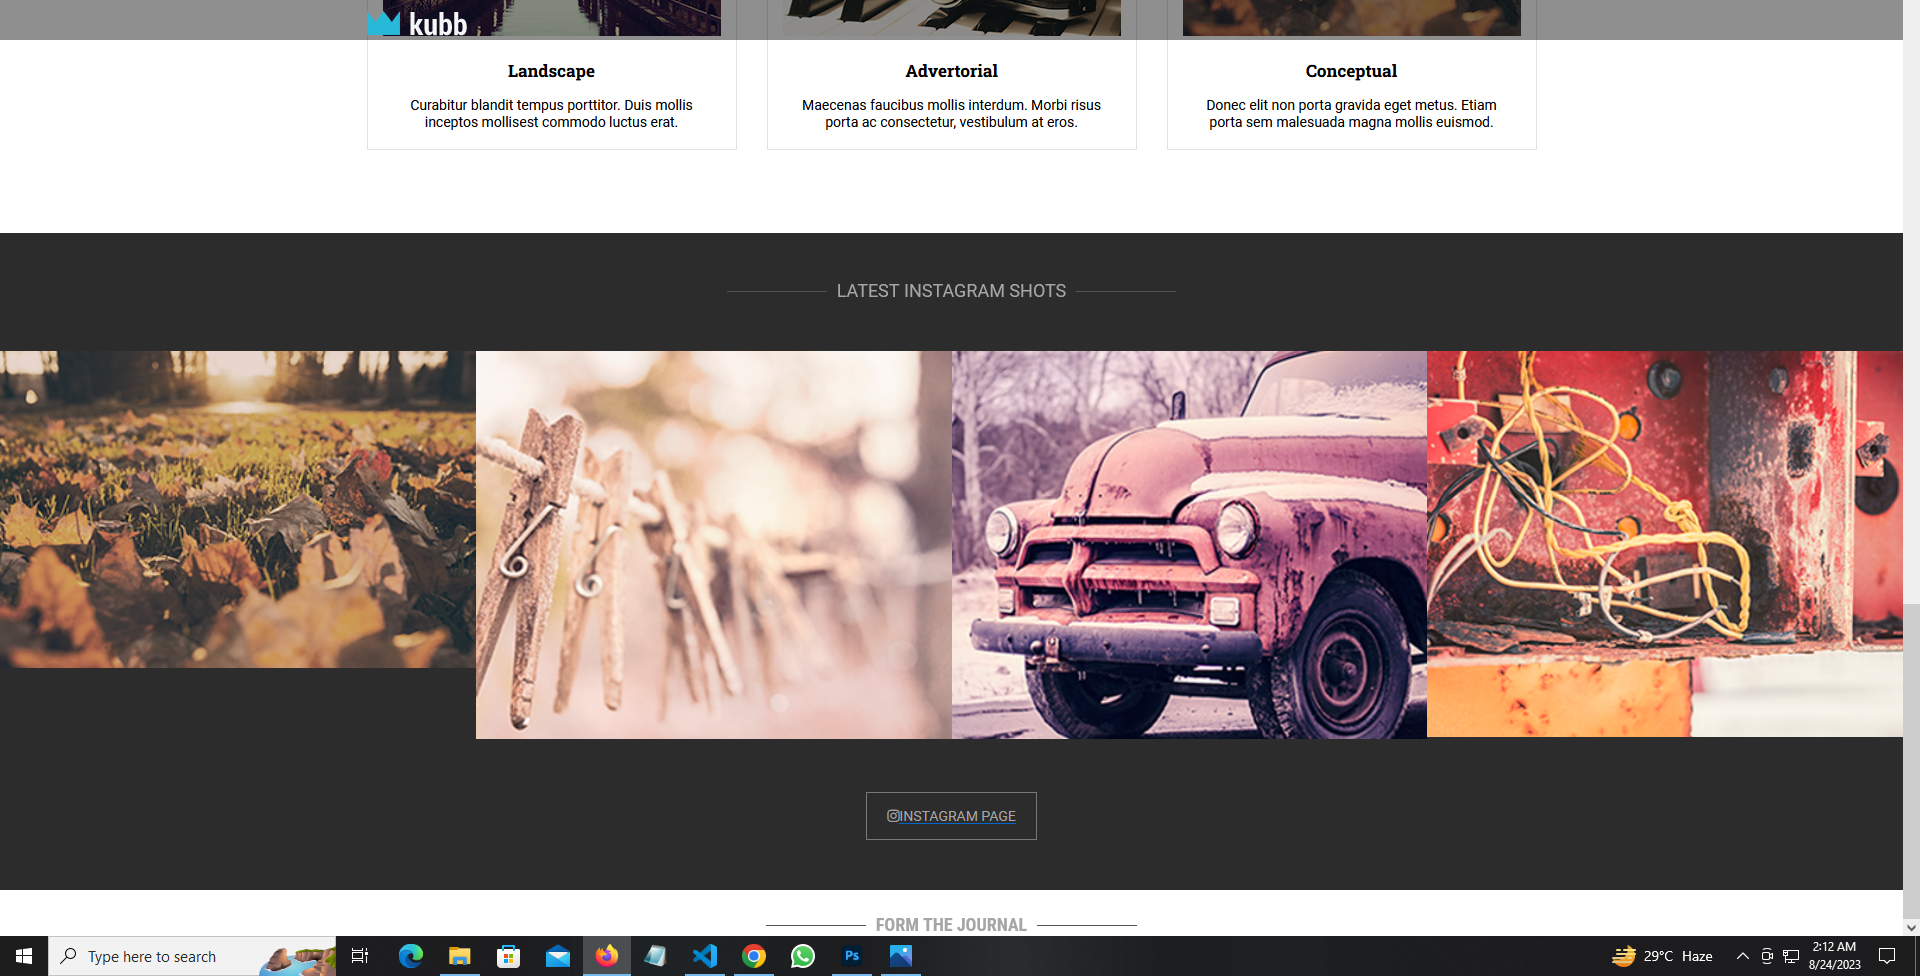 kubb
Landscape
Curabitur blandit tempus porttitor. Duis mollis
inceptos mollisest commodo luctus erat.
Advertorial
Maecenas faucibus mollis interdum. Morbi risus
porta ac consectetur, vestibulum at eros.
Conceptual
Donec elit non porta gravida eget metus. Etiam
porta sem malesuada magna mollis euismod.
LATEST INSTAGRAM SHOTS
INSTAGRAM PAGE
FORM THE JOURNAL
Type here to search
Ps
29°C Haze
2:12 AM
8/24/2023